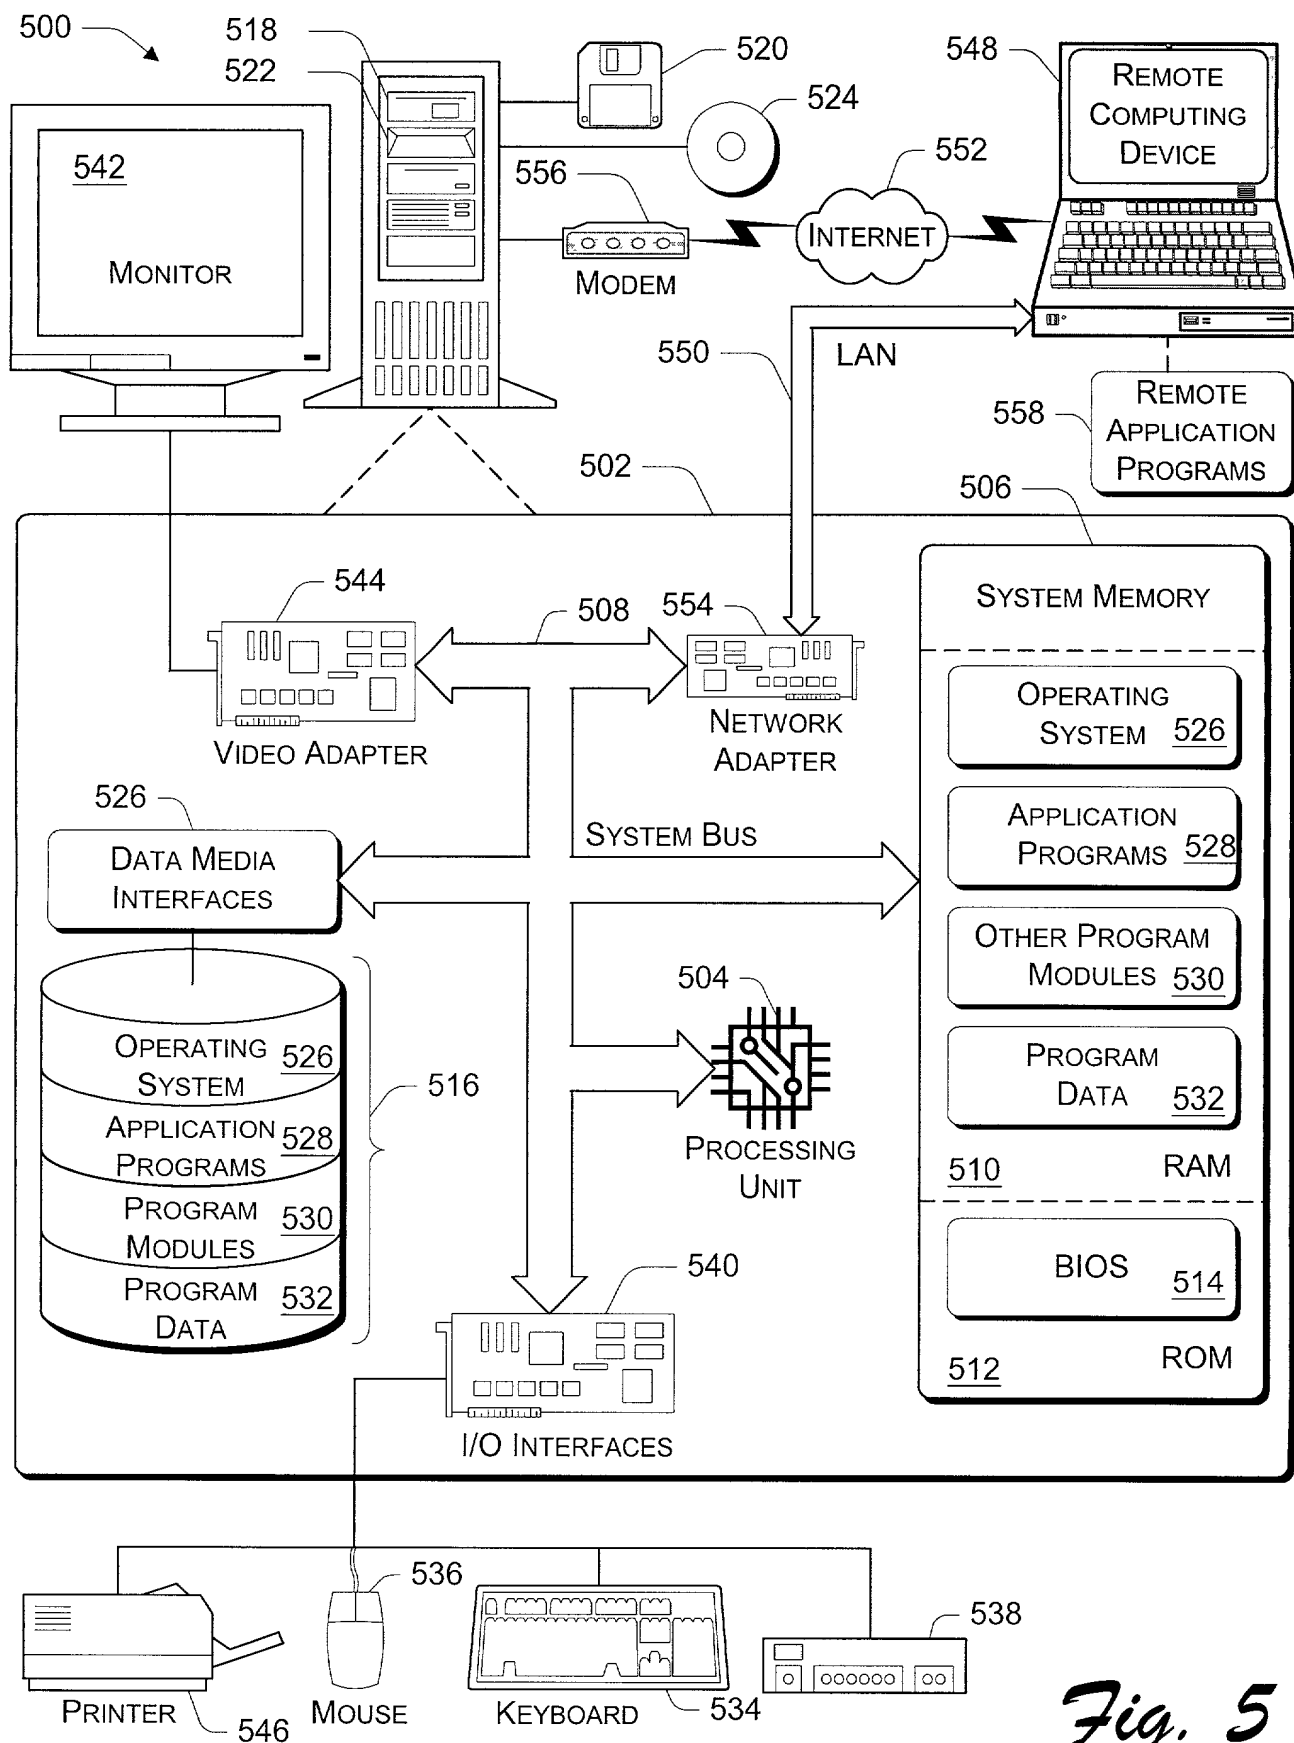 500
518
522
520
524
548
REMOTE
COMPUTING
DEVICE
542
MONITOR
556
MODEM
552
INTERNET
550
LAN
558
REMOTE
APPLICATION
PROGRAMS
502
506
544
VIDEO ADAPTER
508
554
NETWORK
ADAPTER
SYSTEM MEMORY
OPERATING
SYSTEM 526
APPLICATION
PROGRAMS 528
OTHER PROGRAM
MODULES 530
PROGRAM
DATA 532
510 RAM
BIOS 514
512 ROM
526
DATA MEDIA
INTERFACES
SYSTEM BUS
504
PROCESSING
UNIT
OPERATING
SYSTEM 526
APPLICATION
PROGRAMS 528
PROGRAM
MODULES 530
PROGRAM
DATA 532
516
540
I/O INTERFACES
PRINTER
546
536
MOUSE
KEYBOARD
534
538
Fig. 5